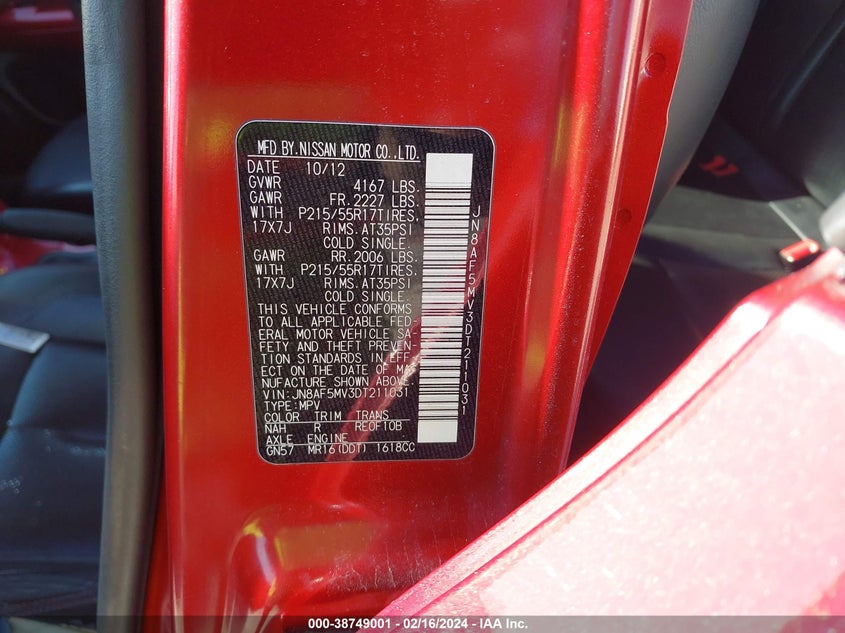 MFD BY.NISSAN MOTOR CO.,LTD.
DATE 10/12
GVWR 4167 LBS.
GAWR FR.2227 LBS.
WITH P215/55R17TIRES.
17X7J RIMS.AT35PSI
COLD SINGLE.
GAWR RR.2006 LBS.
WITH P215/55R17TIRES.
17X7J RIMS.AT35PSI
COLD SINGLE.
THIS VEHICLE CONFORMS
TO ALL APPLICABLE FED-
ERAL MOTOR VEHICLE SA-
FETY AND THEFT PREVEN-
TION STANDARDS IN EFF-
ECT ON THE DATE OF MA-
NUFACTURE SHOWN ABOVE.
VIN:JN8AF5MV3DT211031
TYPE:MPV
COLOR TRIM TRANS
NAH R RE0F10B
AXLE ENGINE
GN57 MR16(DDT) 1618CC
JN8AF5MV3DT211031
000-38749001 - 02/16/2024 - IAA Inc.